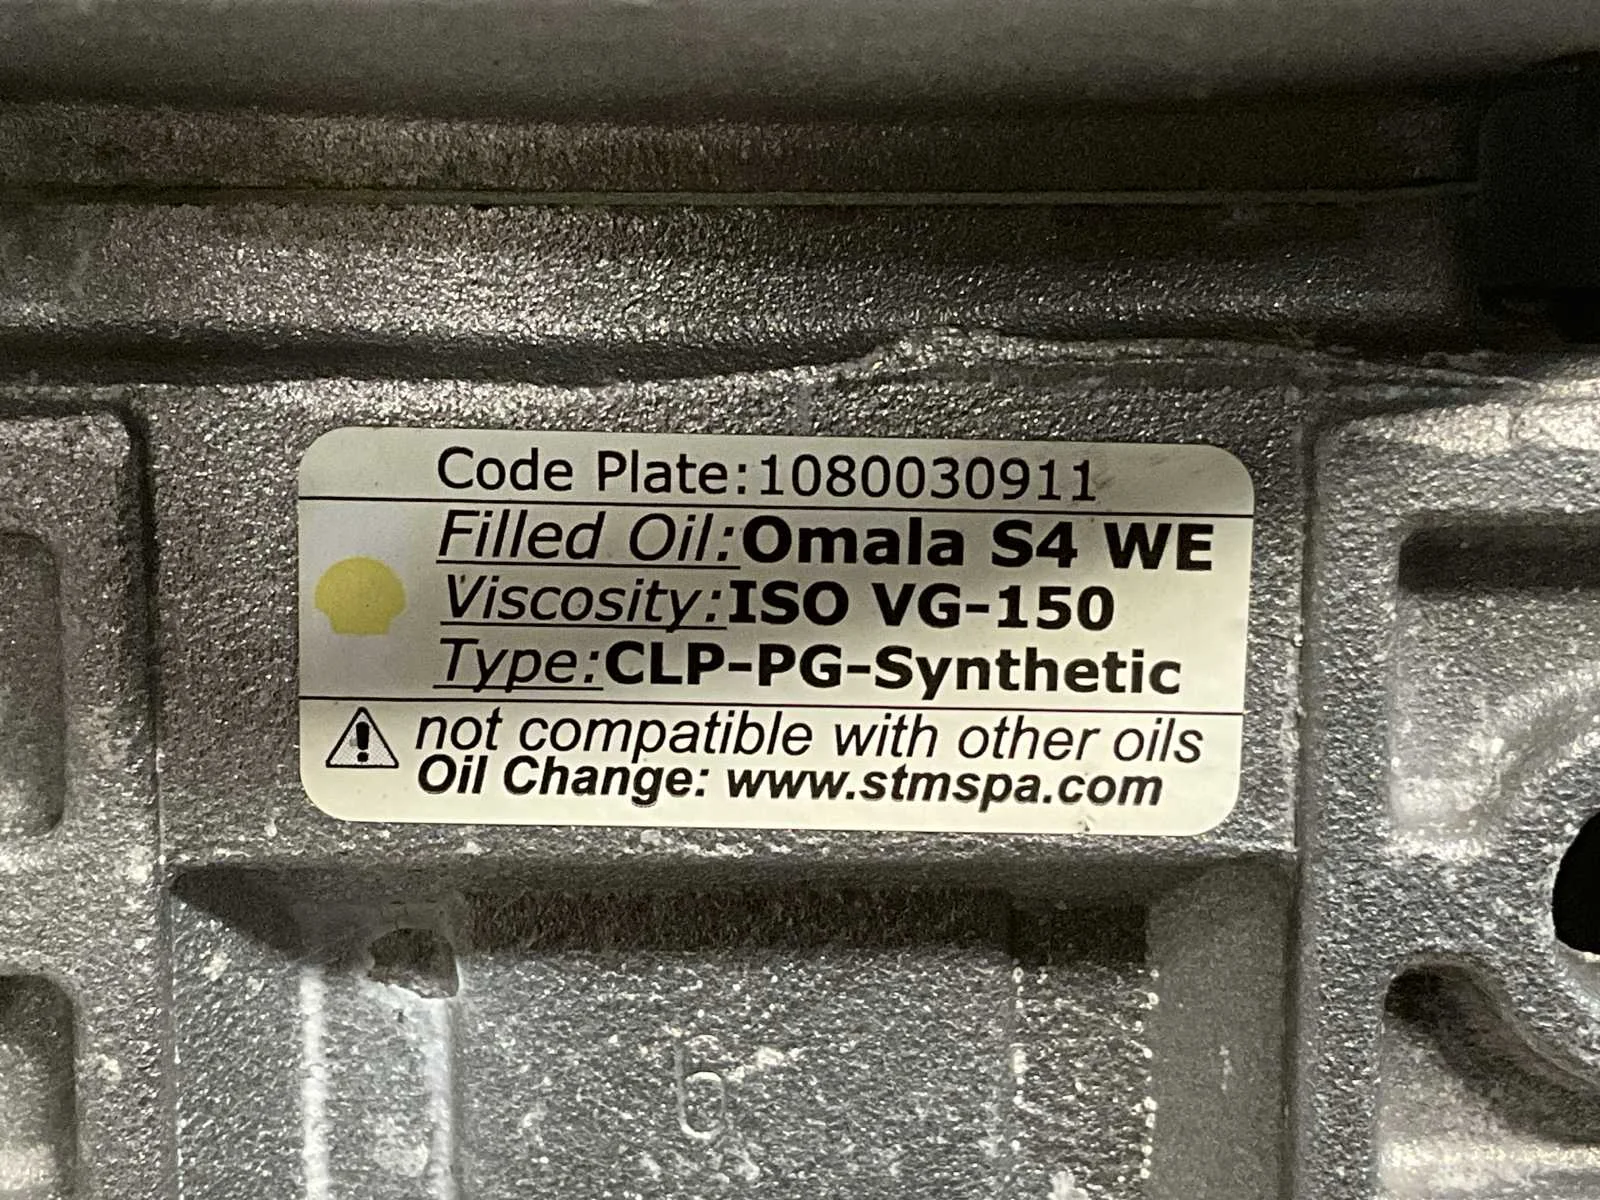 Code Plate:1080030911
Filled Oil:Omala S4 WE
Viscosity:ISO VG-150
Type:CLP-PG-Synthetic
not compatible with other oils
Oil Change: www.stmspa.com
6